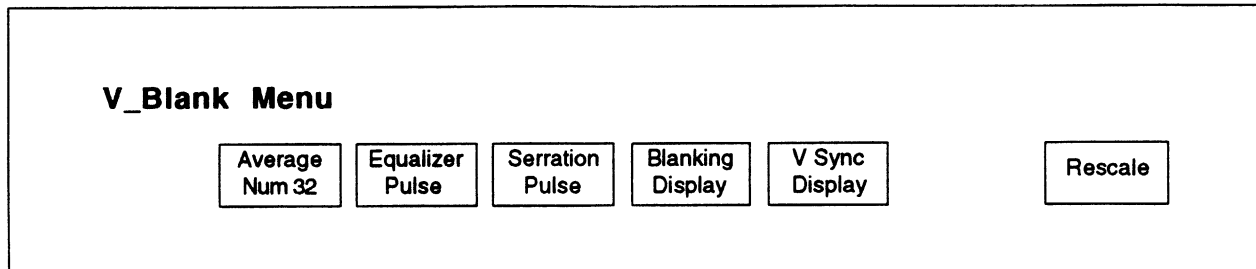 V_Blank Menu
Average
Num 32
Equalizer
Pulse
Serration
Pulse
Blanking
Display
V Sync
Display
Rescale